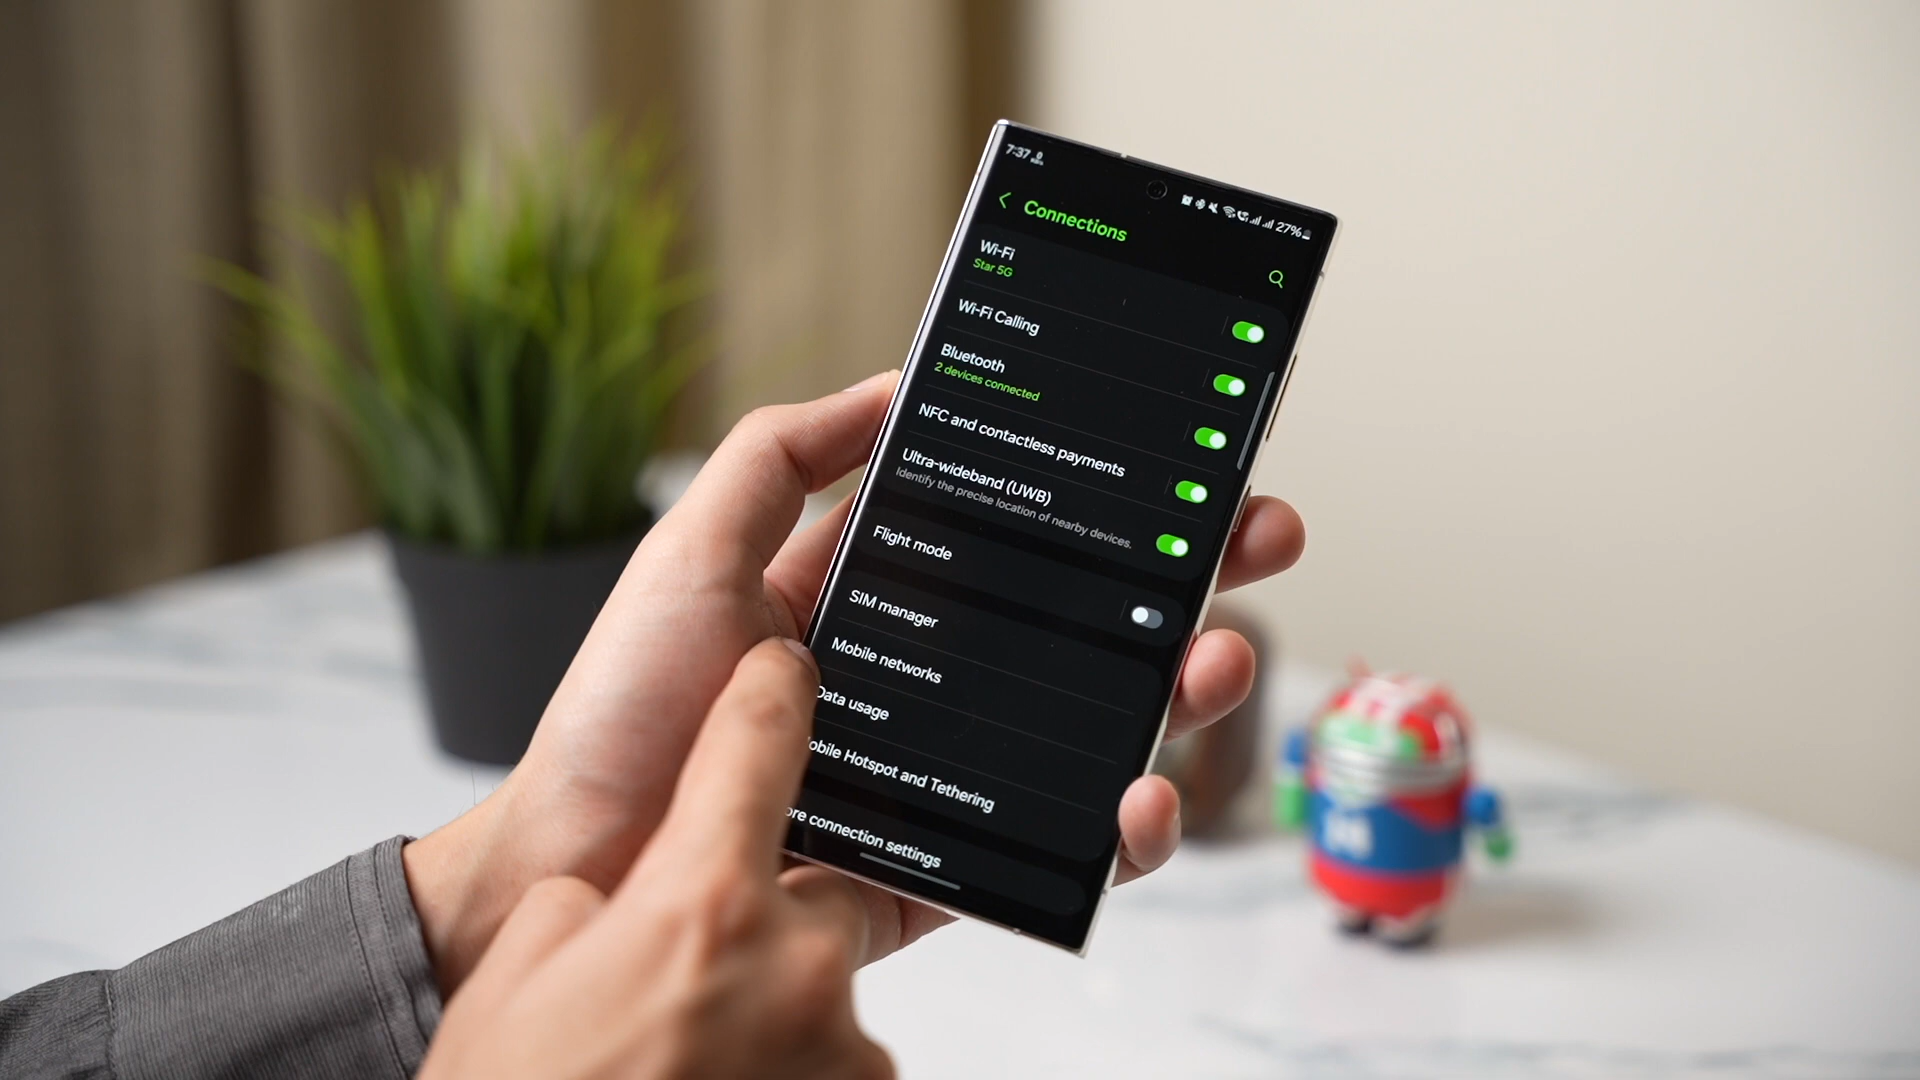 7:37
27%
Connections
Wi-Fi
Star 5G
Wi-Fi Calling
Bluetooth
2 devices connected
NFC and contactless payments
Ultra-wideband (UWB)
Identify the precise location of nearby devices.
Flight mode
SIM manager
Mobile networks
Data usage
obile Hotspot and Tethering
ore connection settings